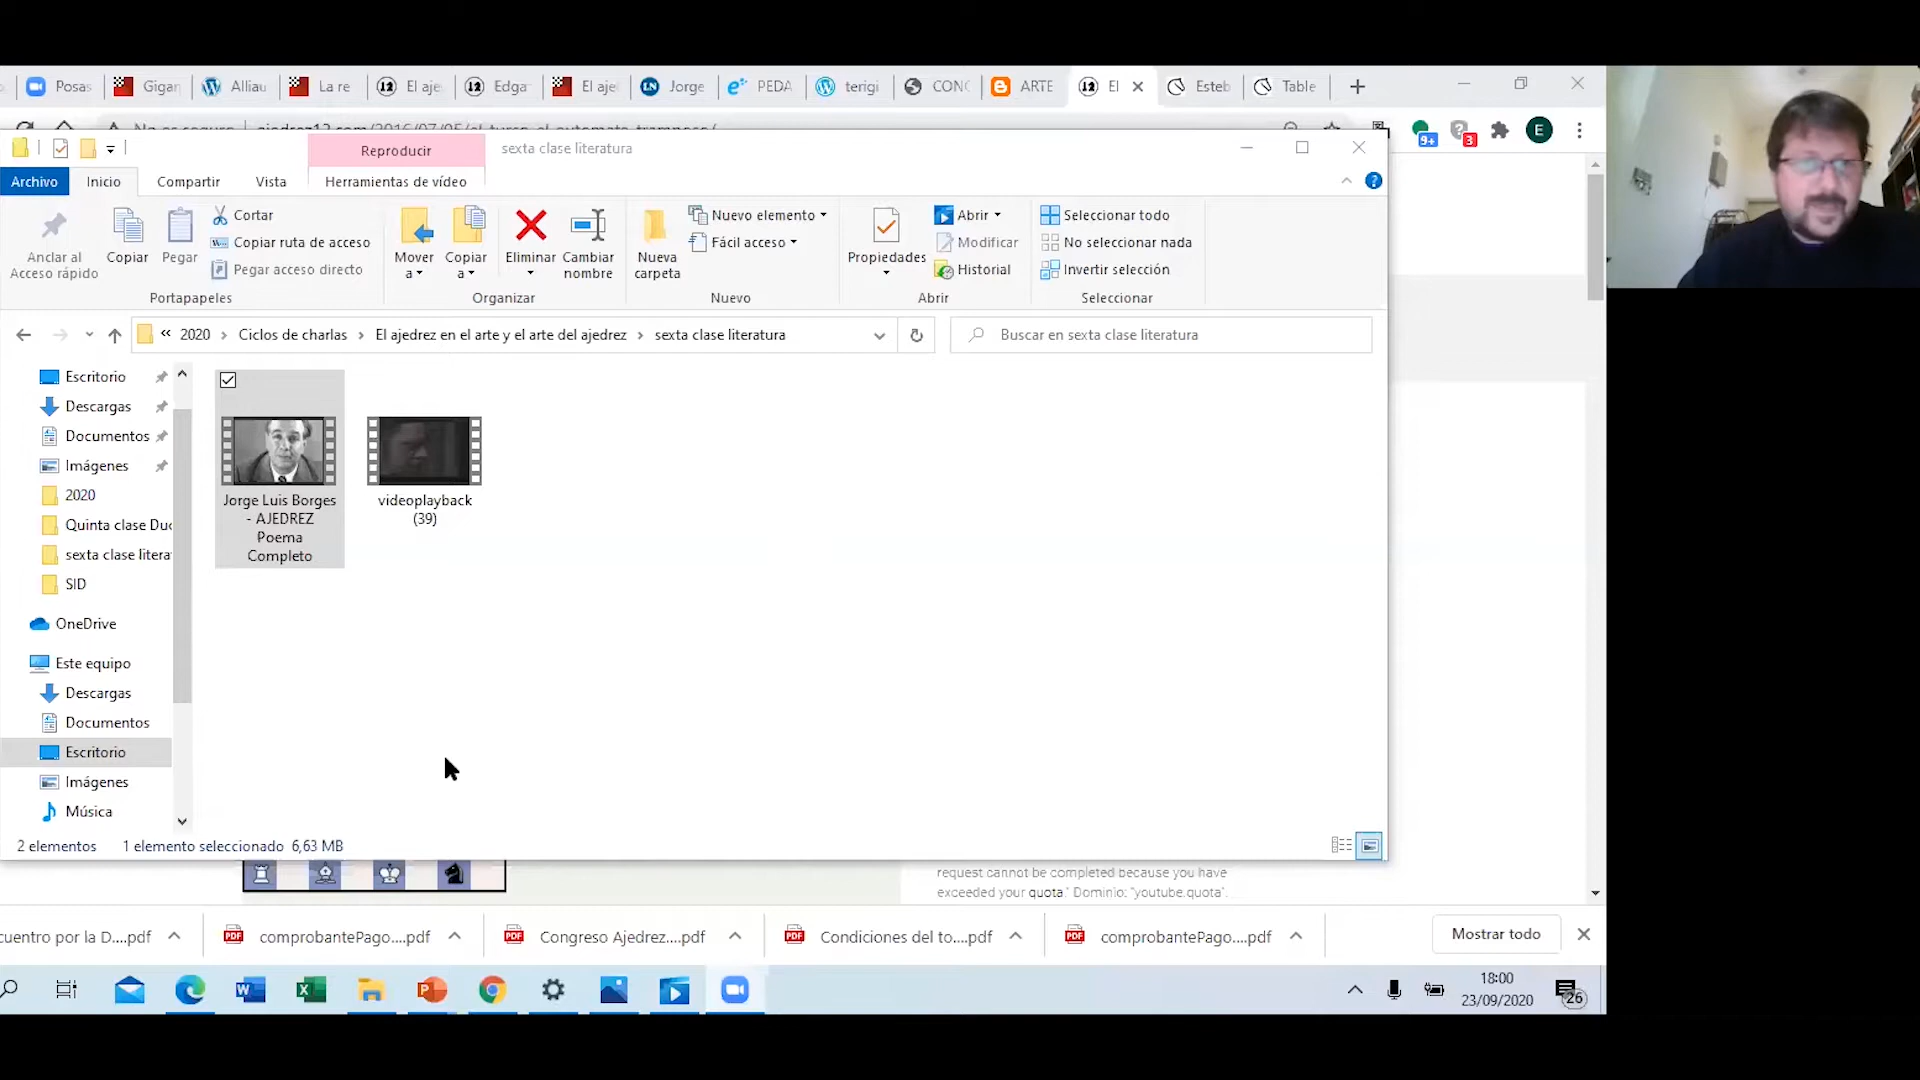 Posas
Gigar
Alliau
La re
El aje
Edga
El aje
Jorge
PEDA
terigi
CONC
ARTE
El
Esteb
Table
9+
3
E
Reproducir
sexta clase literatura
Archivo
Inicio
Compartir
Vista
Herramientas de vídeo
Anclar al
Acceso rápido
Copiar
Pegar
Cortar
Copiar ruta de acceso
Pegar acceso directo
Portapapeles
Mover
a
Copiar
a
Eliminar
Cambiar
nombre
Organizar
Nueva
carpeta
Nuevo elemento
Fácil acceso
Nuevo
Propiedades
Abrir
Modificar
Historial
Abrir
Seleccionar todo
No seleccionar nada
Invertir selección
Seleccionar
« 2020 › Ciclos de charlas › El ajedrez en el arte y el arte del ajedrez › sexta clase literatura
Buscar en sexta clase literatura
Escritorio
Descargas
Documentos
Imágenes
2020
Quinta clase Duc
sexta clase litera
SID
OneDrive
Este equipo
Descargas
Documentos
Escritorio
Imágenes
Música
Jorge Luis Borges
- AJEDREZ
Poema
Completo
videoplayback
(39)
2 elementos
1 elemento seleccionado 6,63 MB
request cannot be completed because you have
exceeded your quota." Dominio: "youtube.quota".
cuentro por la D....pdf
comprobantePago....pdf
Congreso Ajedrez....pdf
Condiciones del to....pdf
comprobantePago....pdf
Mostrar todo
18:00
23/09/2020
26